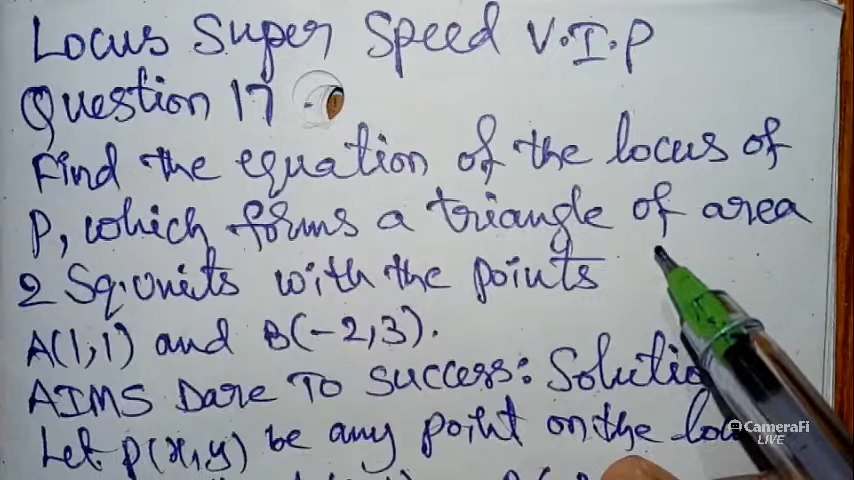 Locus Super Speed V.I.P
Question 17
Find the equation of the locus of
P, which forms a triangle of area
2 Sq.units with the points
A(1,1) and B(-2,3).
AIMS Dare To success: Solution
Let P(x,y) be any point on the
CameraFi
LIVE